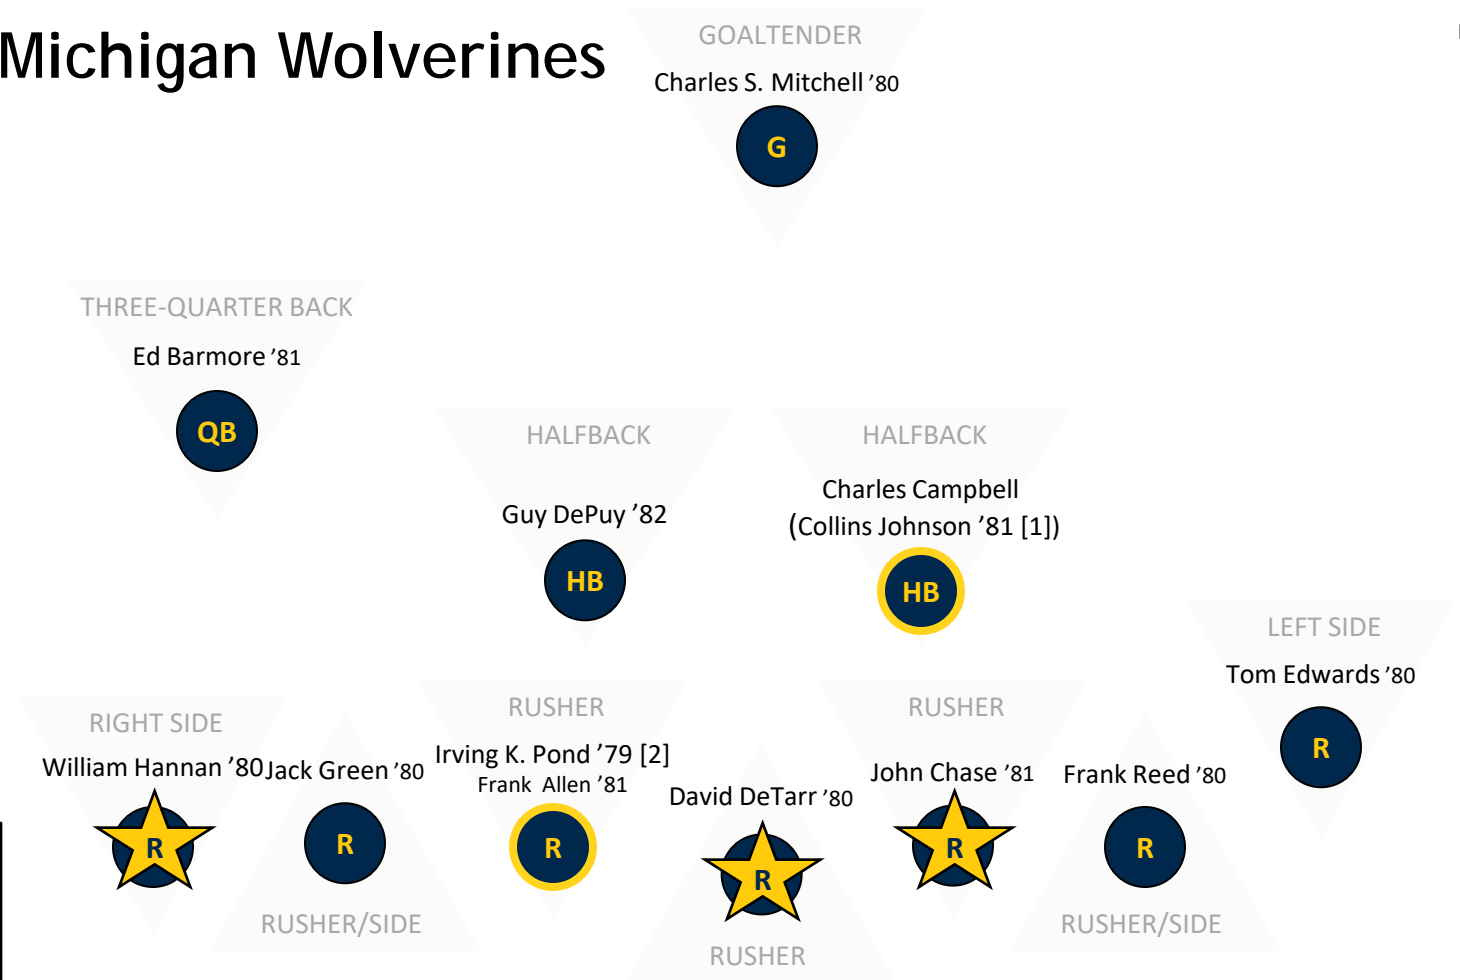 Michigan Wolverines
GOALTENDER
Charles S. Mitchell ’80
G
THREE-QUARTER BACK
Ed Barmore ’81
QB
HALFBACK
Guy DePuy ’82
HB
HALFBACK
Charles Campbell
(Collins Johnson ’81 [1])
HB
LEFT SIDE
Tom Edwards ’80
R
RIGHT SIDE
William Hannan ’80
R
Jack Green ’80
R
RUSHER/SIDE
RUSHER
Irving K. Pond ’79 [2]
Frank Allen ’81
R
David DeTarr ’80
R
RUSHER
RUSHER
John Chase ’81
R
Frank Reed ’80
R
RUSHER/SIDE